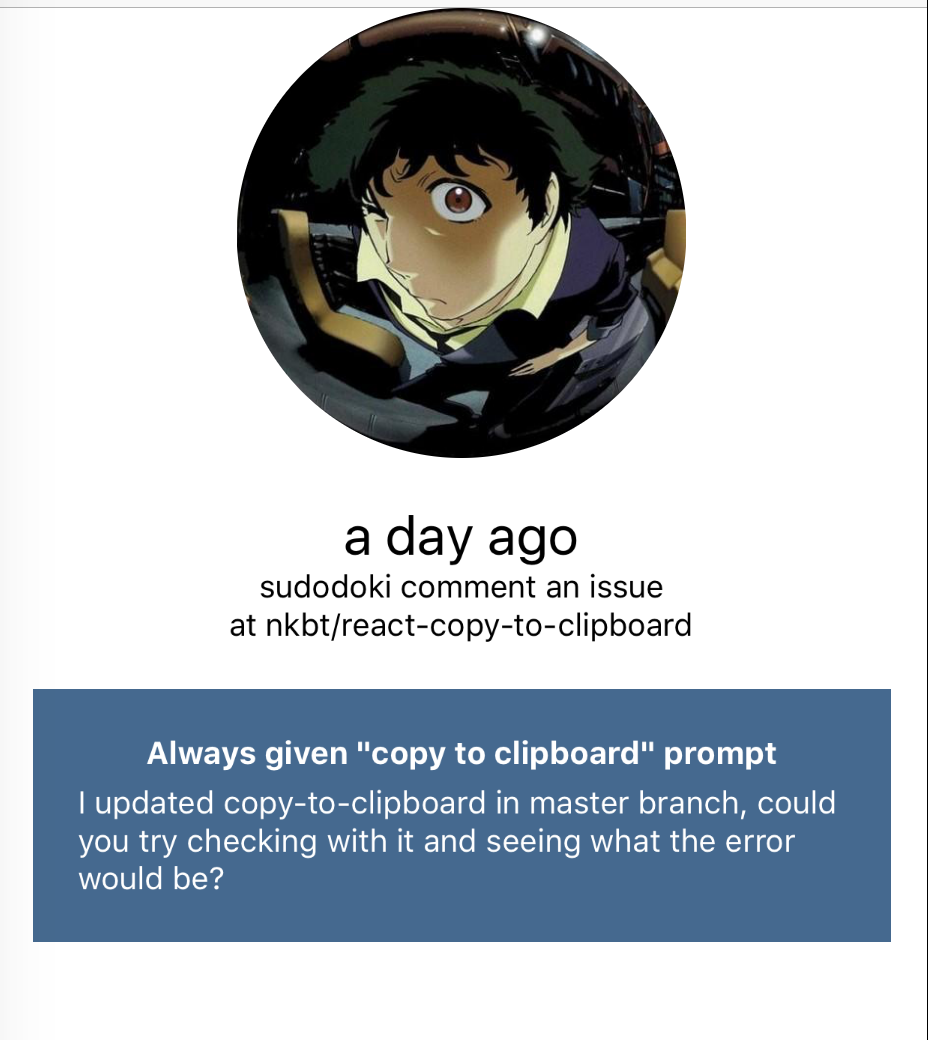 a day ago
sudodoki comment an issue
at nkbt/react-copy-to-clipboard
Always given "copy to clipboard" prompt
I updated copy-to-clipboard in master branch, could
you try checking with it and seeing what the error
would be?